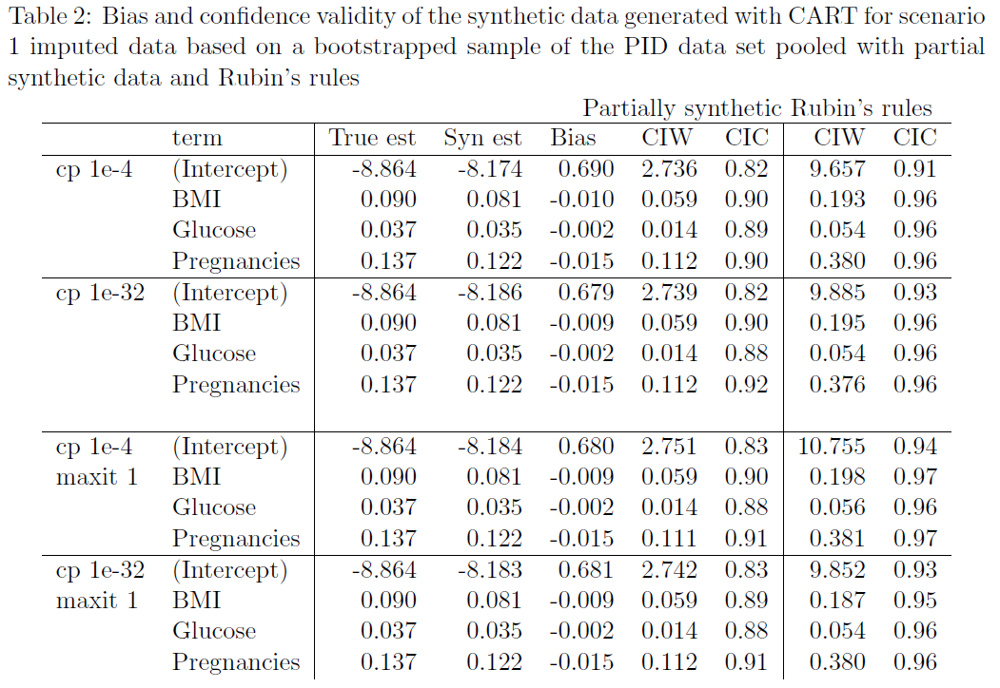 Table 2: Bias and confidence validity of the synthetic data generated with CART for scenario
1 imputed data based on a bootstrapped sample of the PID data set pooled with partial
synthetic data and Rubin's rules
Partially synthetic Rubin's rules
term True est Syn est Bias CIW CIC CIW CIC
cp 1e-4 (Intercept) -8.864 -8.174 0.690 2.736 0.82 9.657 0.91
BMI 0.090 0.081 -0.010 0.059 0.90 0.193 0.96
Glucose 0.037 0.035 -0.002 0.014 0.89 0.054 0.96
Pregnancies 0.137 0.122 -0.015 0.112 0.90 0.380 0.96
cp 1e-32 (Intercept) -8.864 -8.186 0.679 2.739 0.82 9.885 0.93
BMI 0.090 0.081 -0.009 0.059 0.90 0.195 0.96
Glucose 0.037 0.035 -0.002 0.014 0.88 0.054 0.96
Pregnancies 0.137 0.122 -0.015 0.112 0.92 0.376 0.96
cp 1e-4 (Intercept) -8.864 -8.184 0.680 2.751 0.83 10.755 0.94
maxit 1 BMI 0.090 0.081 -0.009 0.059 0.90 0.198 0.97
Glucose 0.037 0.035 -0.002 0.014 0.88 0.056 0.96
Pregnancies 0.137 0.122 -0.015 0.111 0.91 0.381 0.97
cp 1e-32 (Intercept) -8.864 -8.183 0.681 2.742 0.83 9.852 0.93
maxit 1 BMI 0.090 0.081 -0.009 0.059 0.89 0.187 0.95
Glucose 0.037 0.035 -0.002 0.014 0.88 0.054 0.96
Pregnancies 0.137 0.122 -0.015 0.112 0.91 0.380 0.96